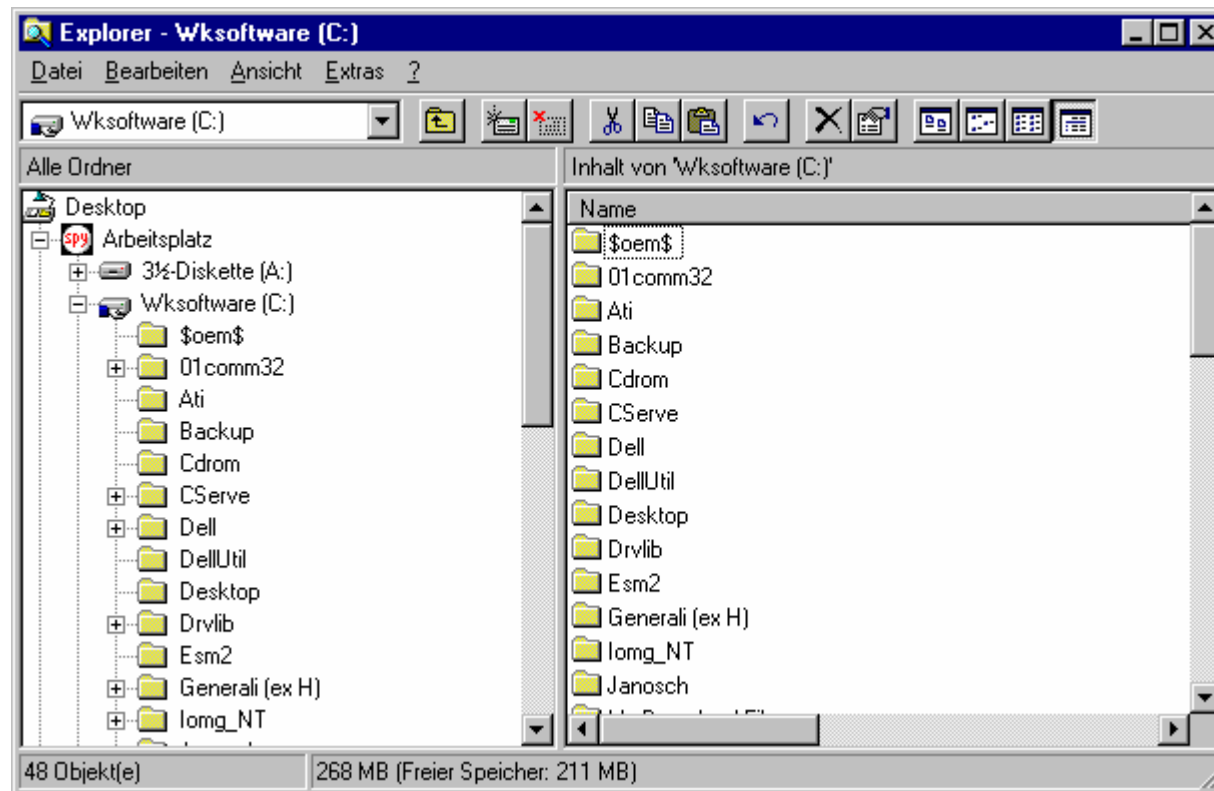 Explorer - Wksoftware (C:)
Datei Bearbeiten Ansicht Extras ?
Wksoftware (C:)
Alle Ordner
Inhalt von 'Wksoftware (C:)'
Desktop
spy Arbeitsplatz
3½-Diskette (A:)
Wksoftware (C:)
$oem$
01comm32
Ati
Backup
Cdrom
CServe
Dell
DellUtil
Desktop
Drvlib
Esm2
Generali (ex H)
Iomg_NT
Name
$oem$
01comm32
Ati
Backup
Cdrom
CServe
Dell
DellUtil
Desktop
Drvlib
Esm2
Generali (ex H)
Iomg_NT
Janosch
48 Objekt(e)
268 MB (Freier Speicher: 211 MB)